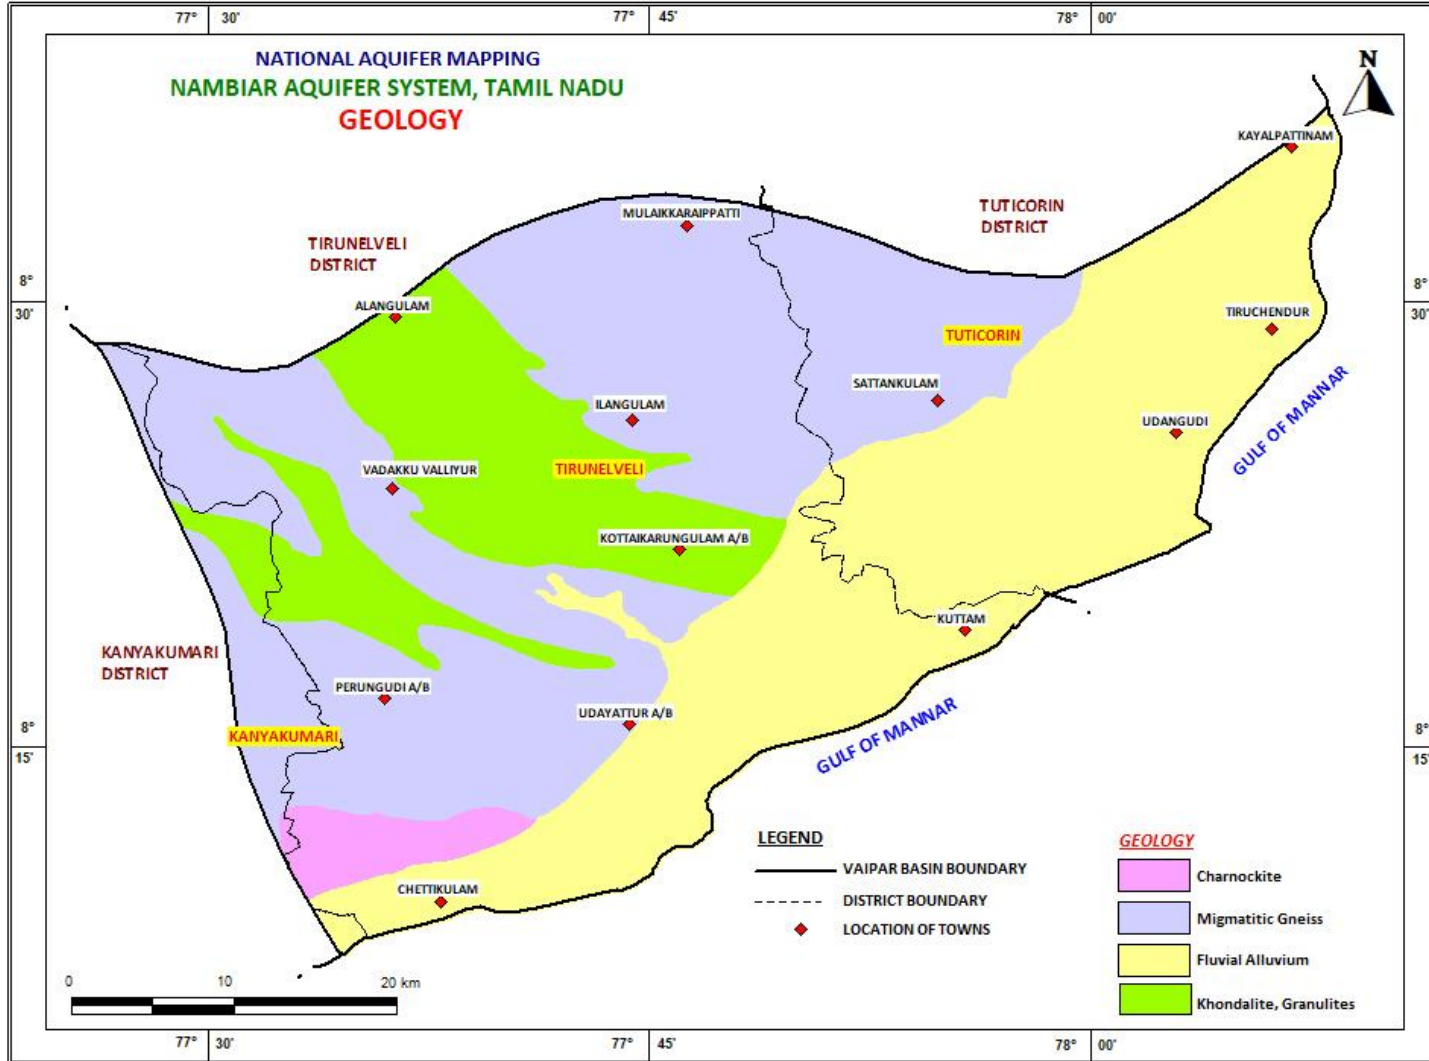 77° 30'
77° 45'
78° 00'
NATIONAL AQUIFER MAPPING
NAMBIAR AQUIFER SYSTEM, TAMIL NADU
GEOLOGY
N
KAYALPATTINAM
MULAIKKARAIPPATTI
TUTICORIN
DISTRICT
TIRUNELVELI
DISTRICT
8°
30'
8°
30'
ALANGULAM
TIRUCHENDUR
TUTICORIN
SATTANKULAM
ILANGULAM
UDANGUDI
GULF OF MANNAR
VADAKKU VALLIYUR
TIRUNELVELI
KOTTAIKARUNGULAM A/B
KUTTAM
KANYAKUMARI
DISTRICT
PERUNGUDI A/B
UDAYATTUR A/B
KANYAKUMARI
GULF OF MANNAR
8°
15'
8°
15'
CHETTIKULAM
LEGEND
VAIPAR BASIN BOUNDARY
DISTRICT BOUNDARY
LOCATION OF TOWNS
GEOLOGY
Charnockite
Migmatitic Gneiss
Fluvial Alluvium
Khondalite, Granulites
0 10 20 km
77° 30'
77° 45'
78° 00'